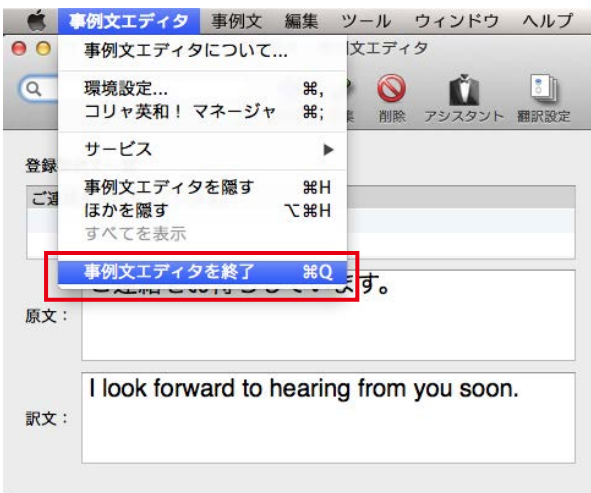 事例文エディタ 事例文 編集 ツール ウィンドウ ヘルプ
文エディタ
事例文エディタについて...
環境設定... ⌘,
コリャ英和！ マネージャ ⌘;
サービス ▶
事例文エディタを隠す ⌘H
ほかを隠す ⌥⌘H
すべてを表示
事例文エディタを終了 ⌘Q
削除 アシスタント 翻訳設定
登録
ご連
ます。
原文：
I look forward to hearing from you soon.
訳文：